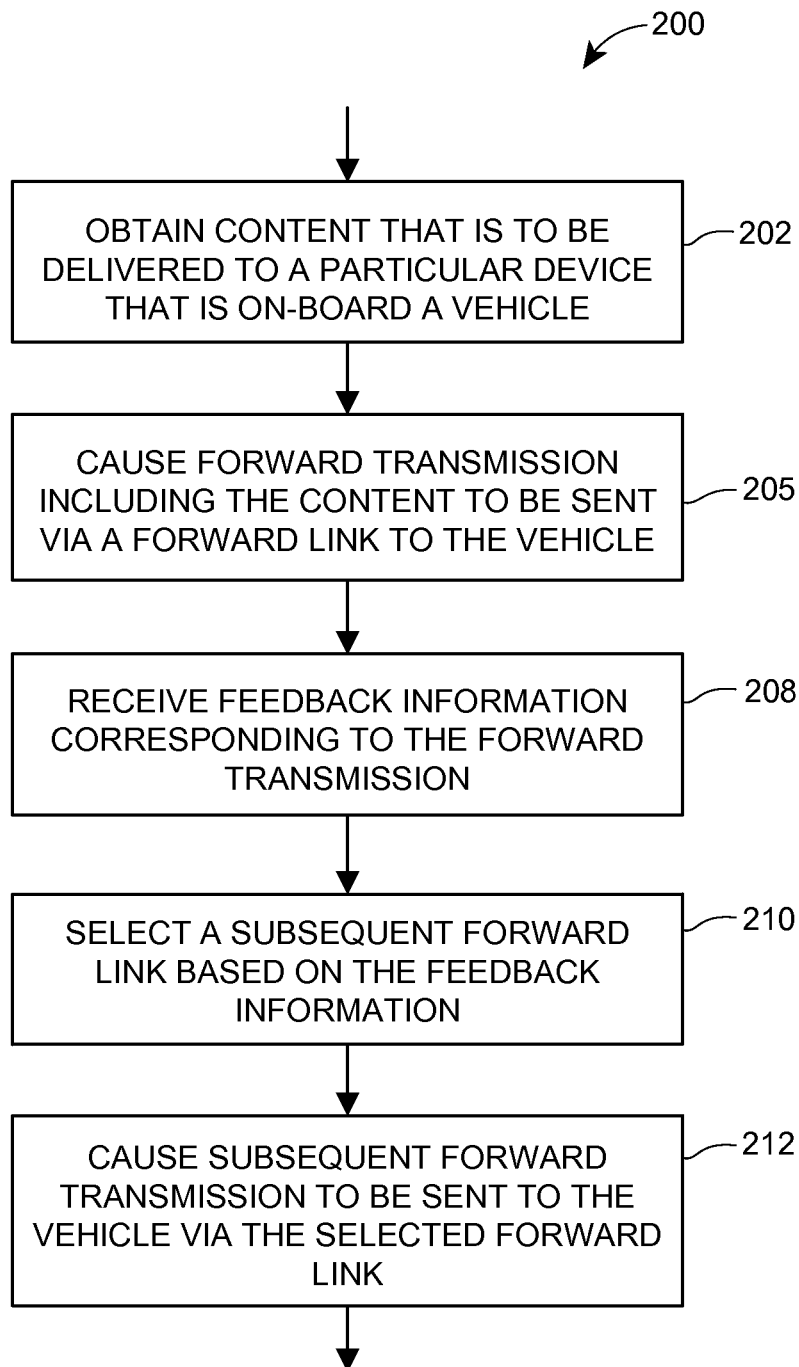 200
OBTAIN CONTENT THAT IS TO BE
DELIVERED TO A PARTICULAR DEVICE
THAT IS ON-BOARD A VEHICLE
202
CAUSE FORWARD TRANSMISSION
INCLUDING THE CONTENT TO BE SENT
VIA A FORWARD LINK TO THE VEHICLE
205
RECEIVE FEEDBACK INFORMATION
CORRESPONDING TO THE FORWARD
TRANSMISSION
208
SELECT A SUBSEQUENT FORWARD
LINK BASED ON THE FEEDBACK
INFORMATION
210
CAUSE SUBSEQUENT FORWARD
TRANSMISSION TO BE SENT TO THE
VEHICLE VIA THE SELECTED FORWARD
LINK
212